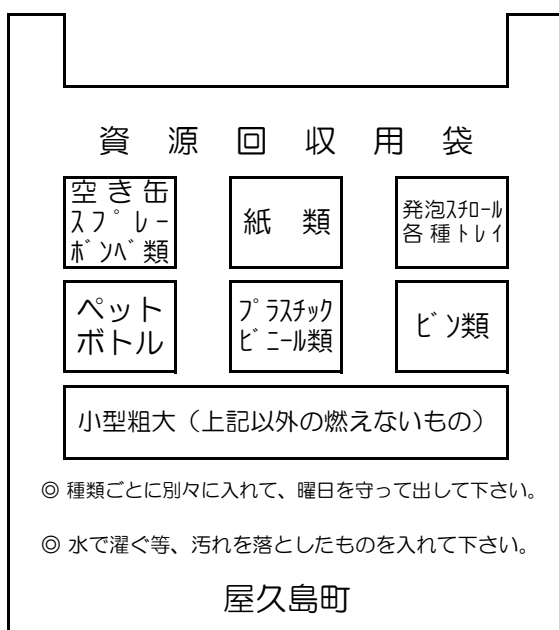 資源回収用袋
空き缶
スプレー
ボンベ類
紙類
発泡スチロール
各種トレイ
ペット
ボトル
プラスチック
ビニール類
ビン類
小型粗大（上記以外の燃えないもの）
◎ 種類ごとに別々に入れて、曜日を守って出して下さい。
◎ 水で濯ぐ等、汚れを落としたものを入れて下さい。
屋久島町